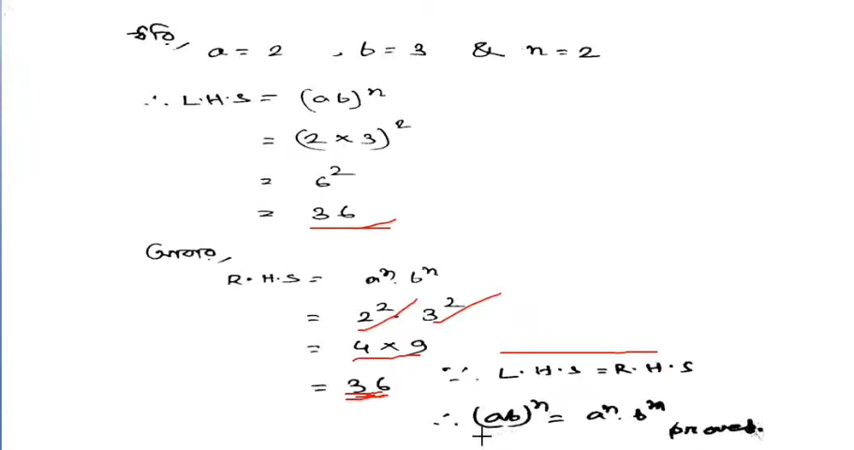 ধরি, a = 2 , b = 3 & n = 2
∴ L.H.S = (ab)ⁿ
= (2 × 3)²
= 6²
= 36
আবার,
R.H.S = aⁿ. bⁿ
= 2². 3²
= 4 × 9
= 36
∵ L.H.S = R.H.S
∴ (ab)ⁿ = aⁿ. bⁿ proved.